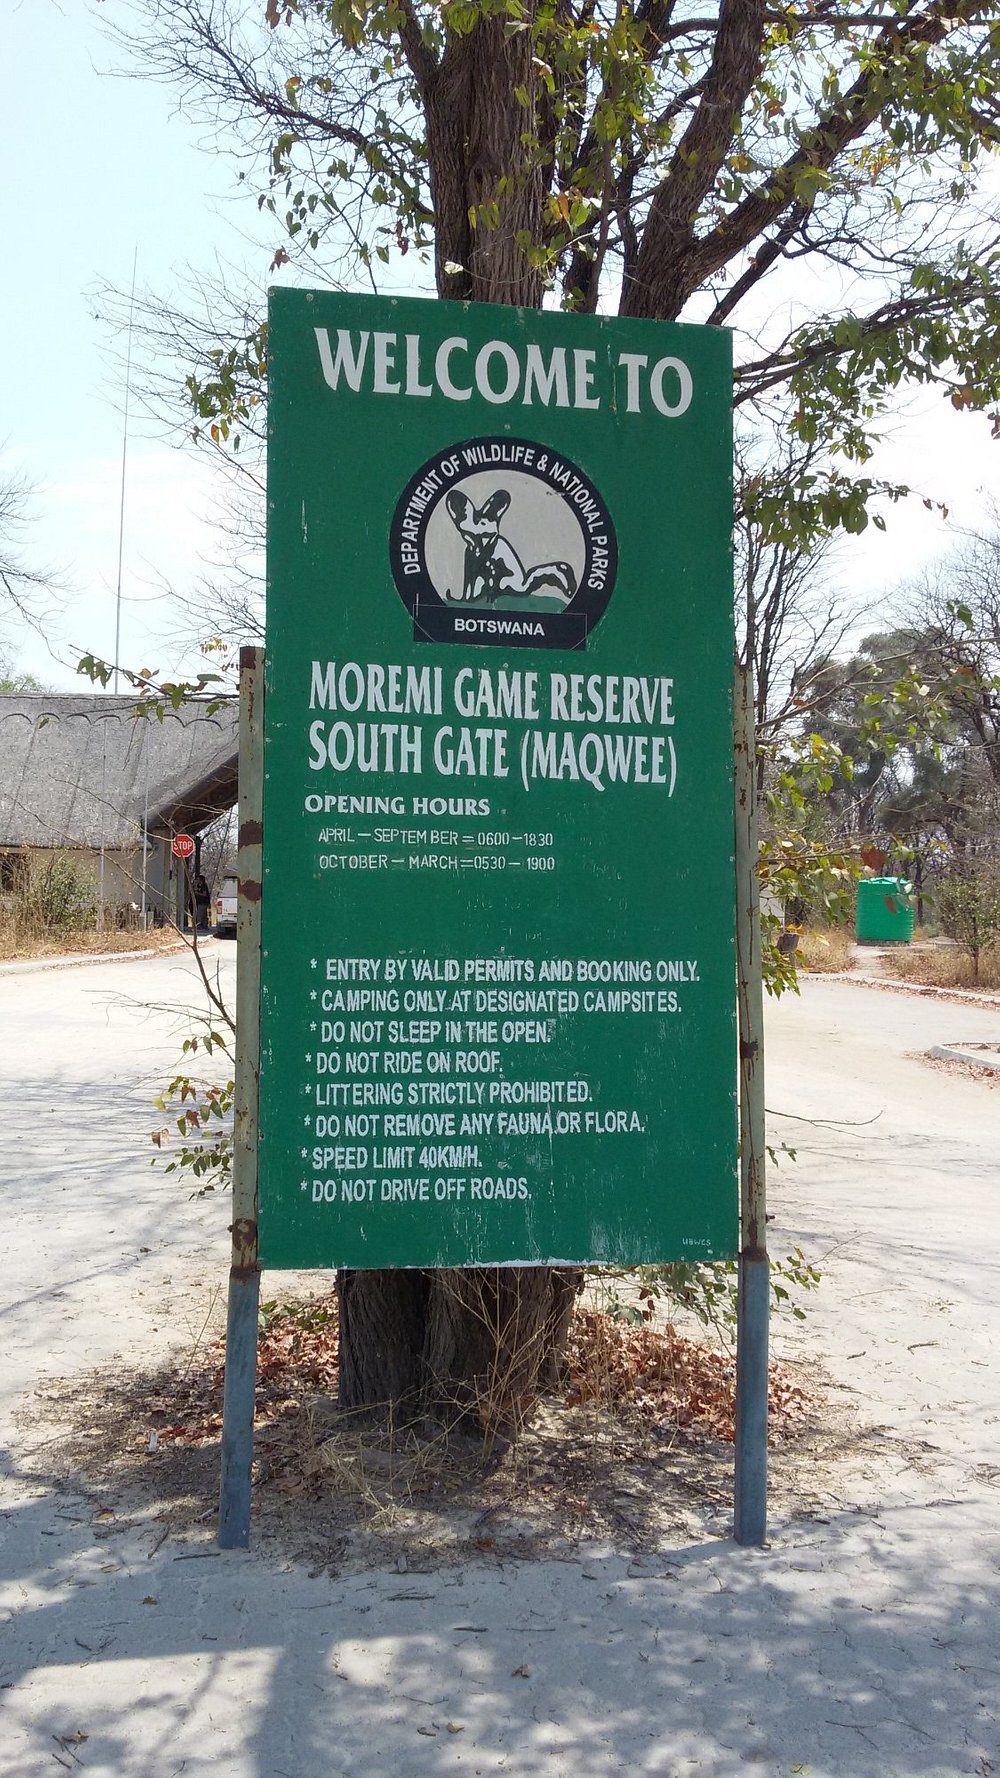 WELCOME TO
DEPARTMENT OF WILDLIFE & NATIONAL PARKS
BOTSWANA
MOREMI GAME RESERVE
SOUTH GATE (MAQWEE)
OPENING HOURS
APRIL – SEPTEMBER = 0600 – 1830
OCTOBER – MARCH = 0530 – 1900
STOP
* ENTRY BY VALID PERMITS AND BOOKING ONLY.
* CAMPING ONLY AT DESIGNATED CAMPSITES.
* DO NOT SLEEP IN THE OPEN.
* DO NOT RIDE ON ROOF.
* LITTERING STRICTLY PROHIBITED.
* DO NOT REMOVE ANY FAUNA OR FLORA.
* SPEED LIMIT 40KM/H.
* DO NOT DRIVE OFF ROADS.